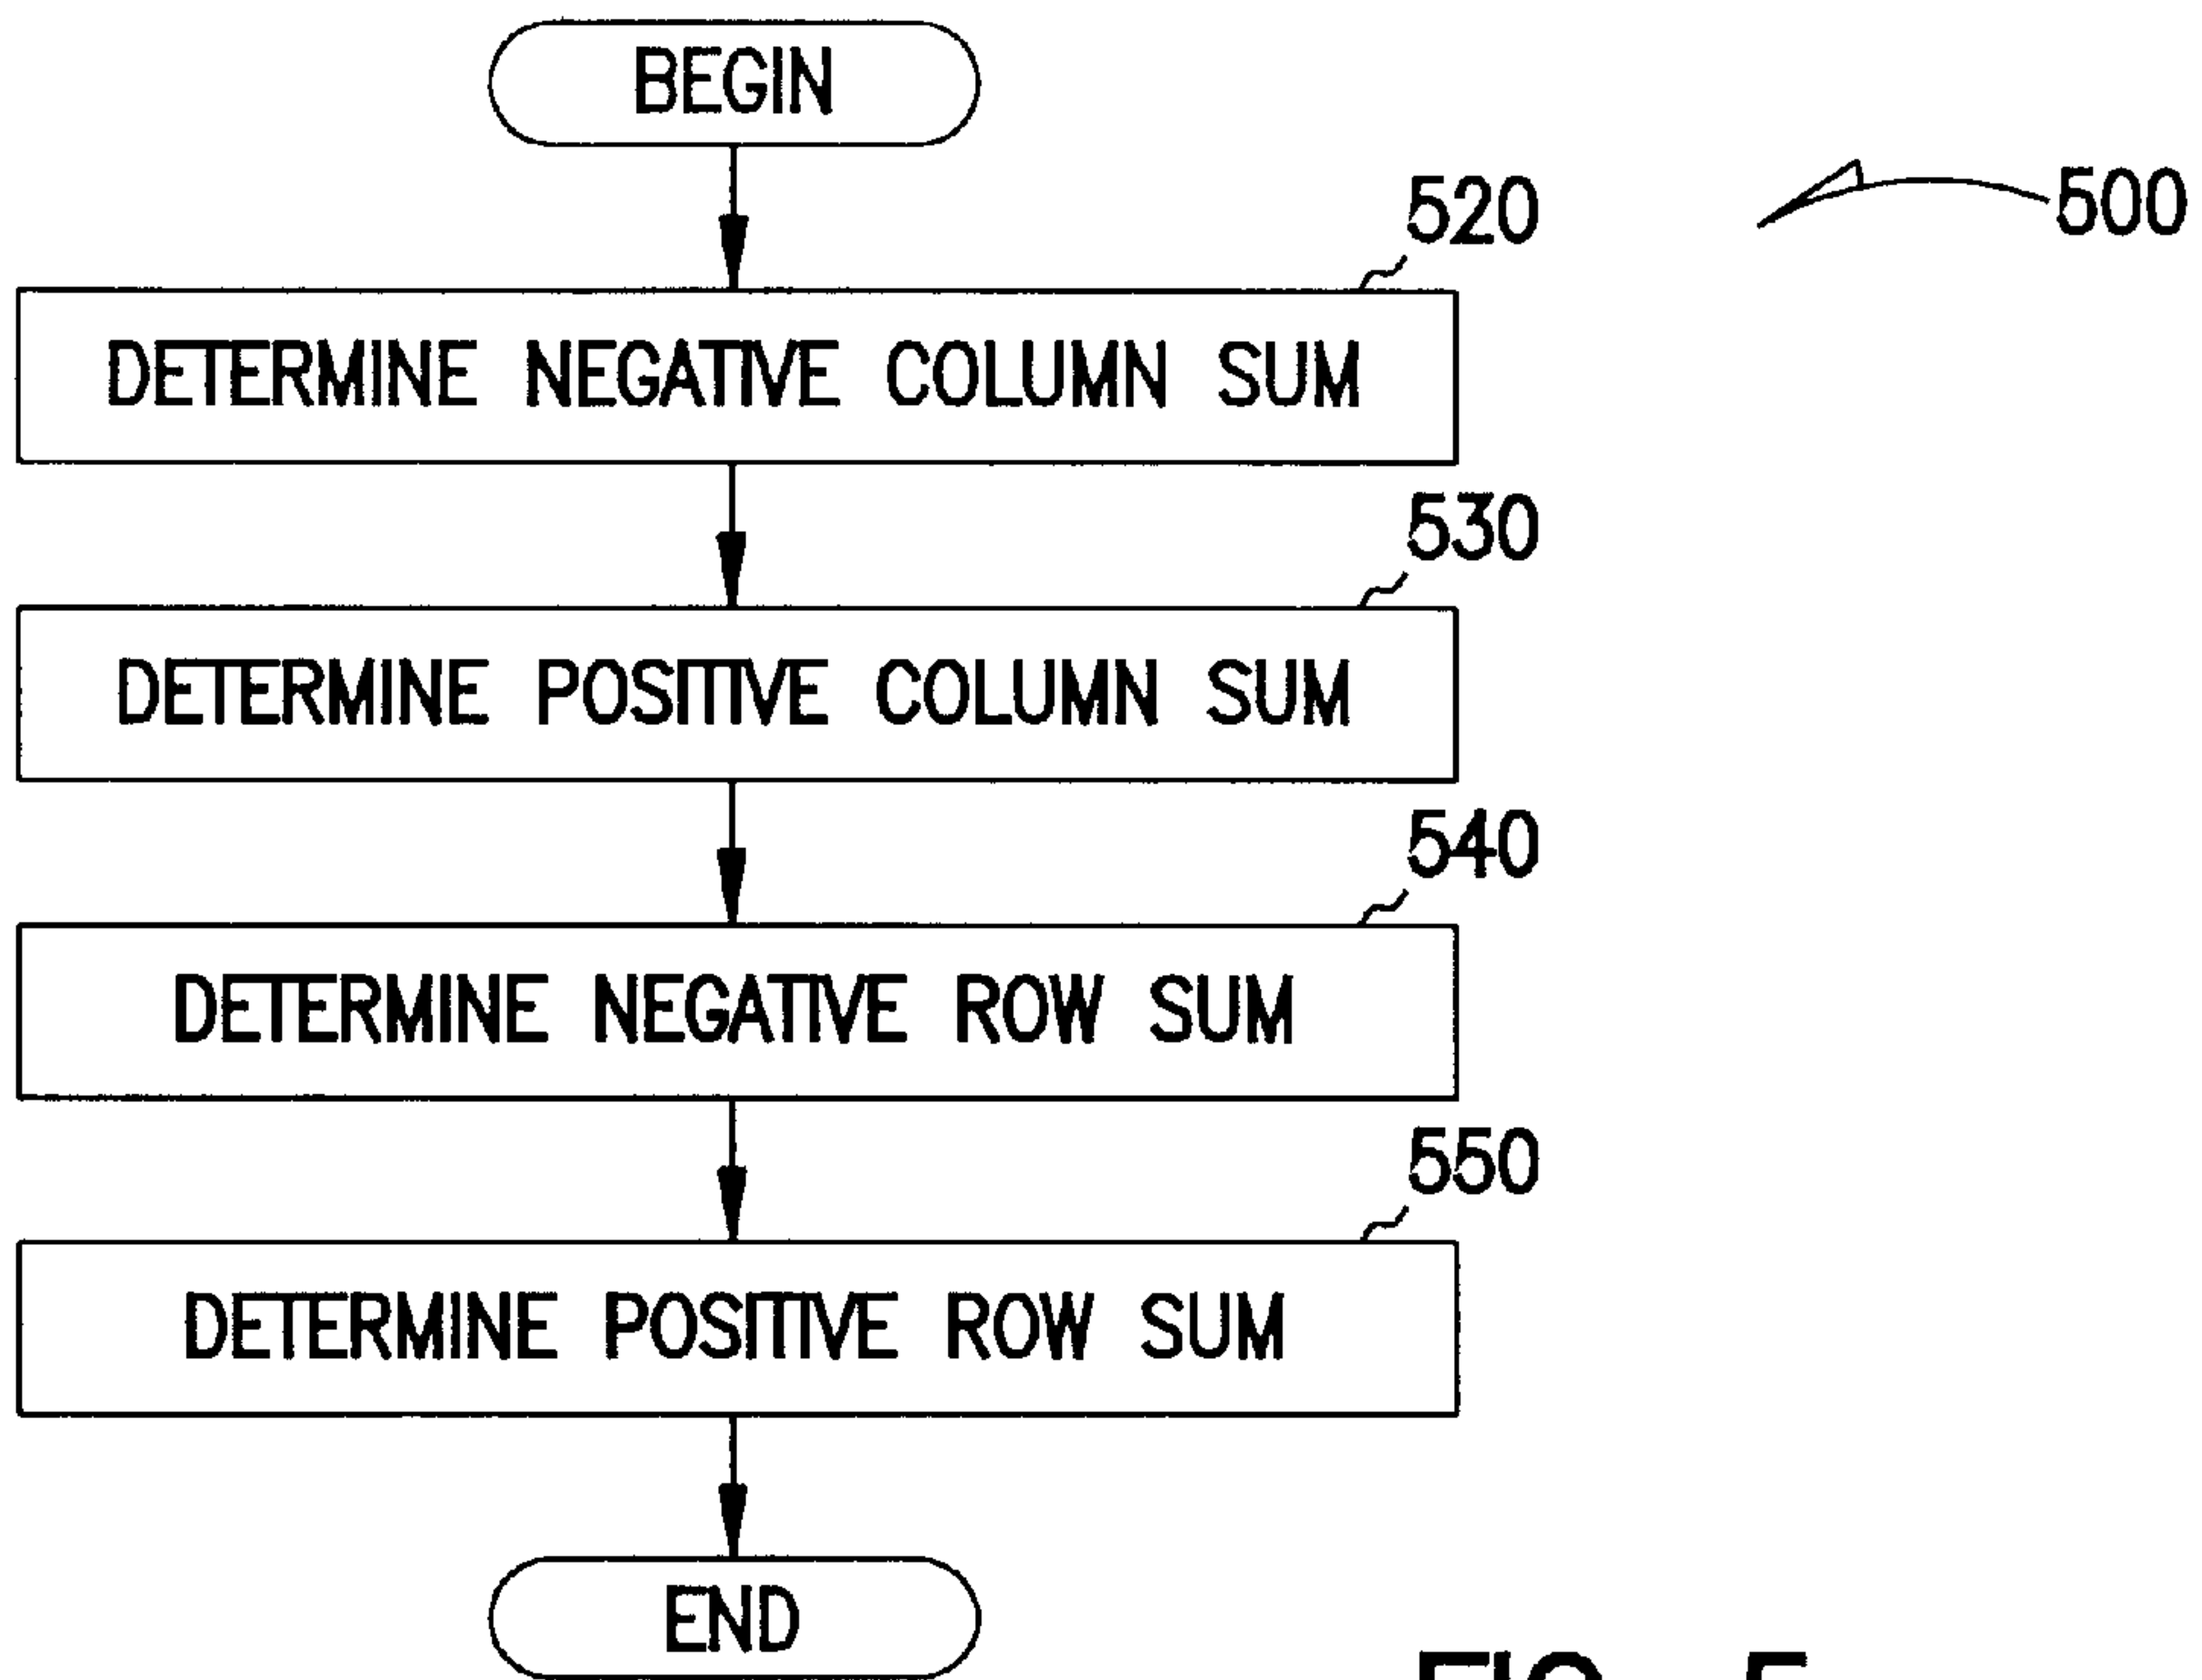 BEGIN
500
520
DETERMINE NEGATIVE COLUMN SUM
530
DETERMINE POSITIVE COLUMN SUM
540
DETERMINE NEGATIVE ROW SUM
550
DETERMINE POSITIVE ROW SUM
END